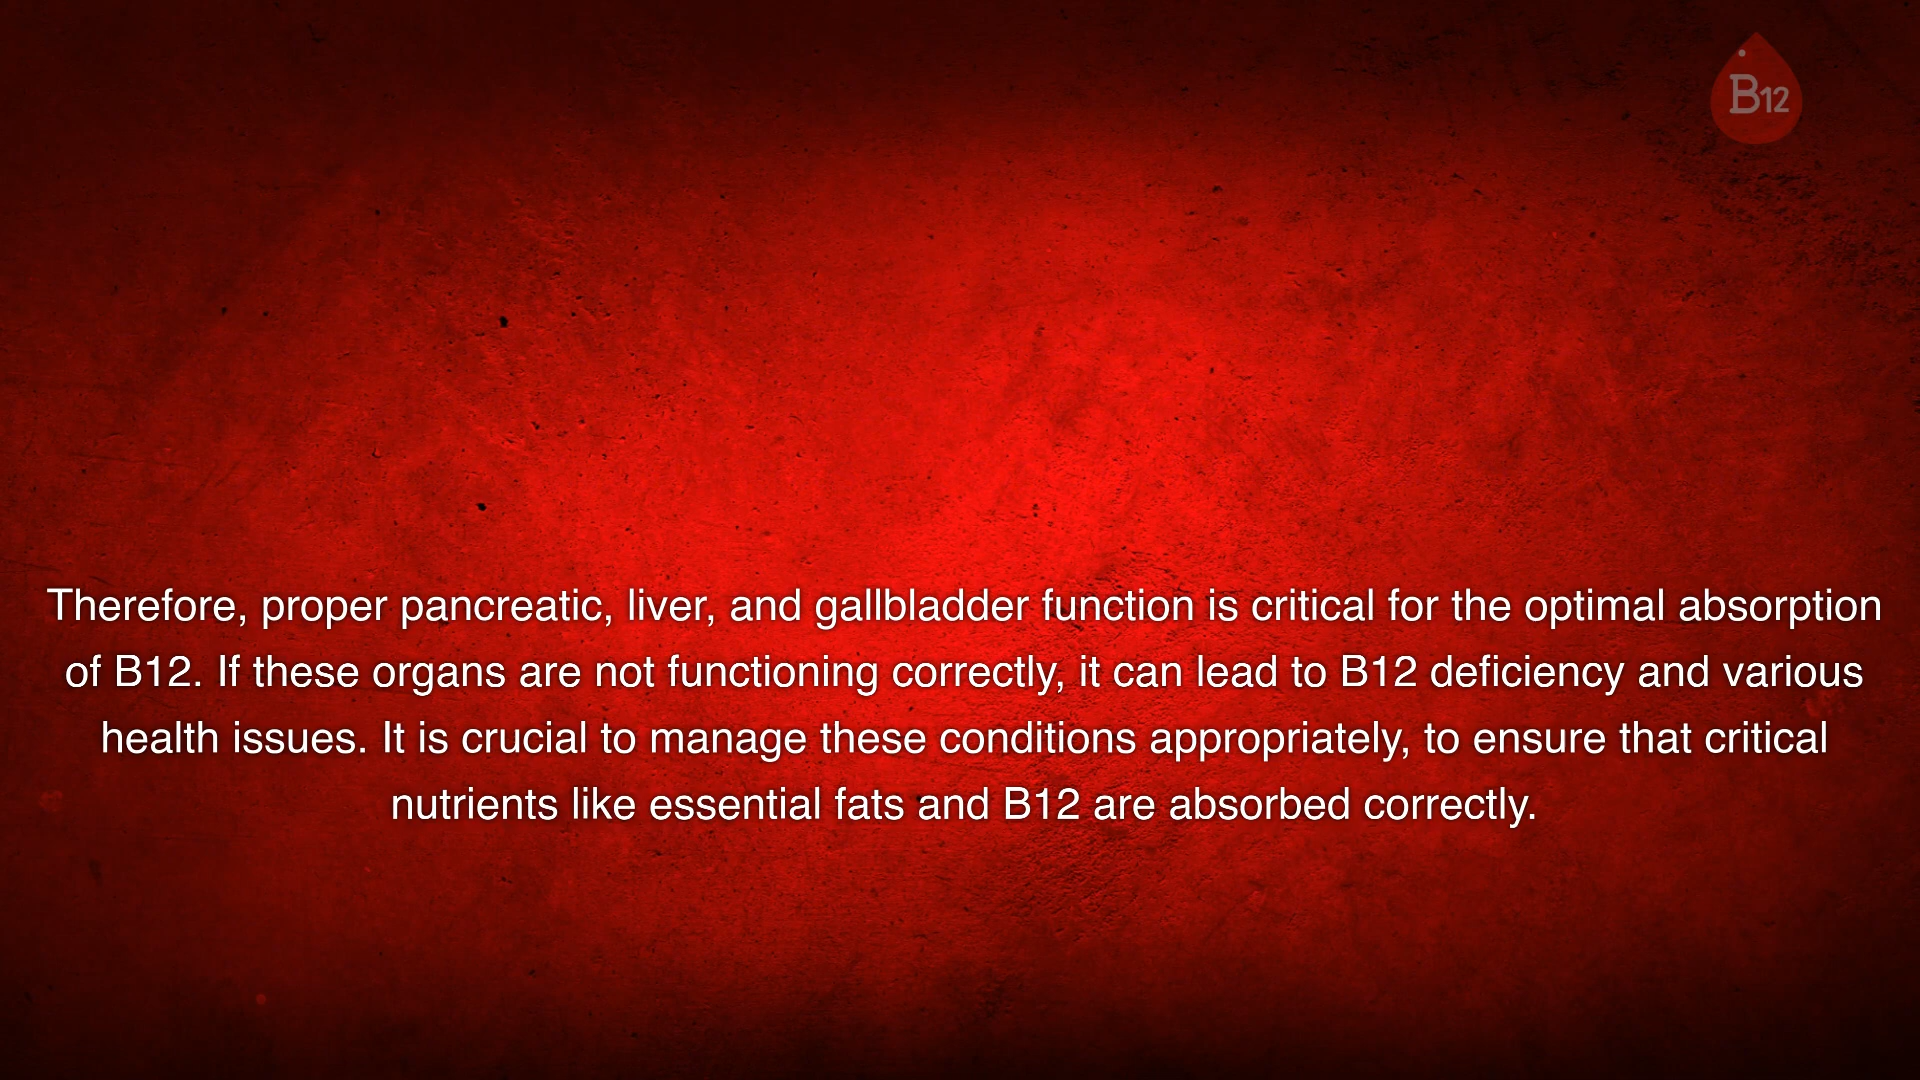 B12
Therefore, proper pancreatic, liver, and gallbladder function is critical for the optimal absorption
of B12. If these organs are not functioning correctly, it can lead to B12 deficiency and various
health issues. It is crucial to manage these conditions appropriately, to ensure that critical
nutrients like essential fats and B12 are absorbed correctly.